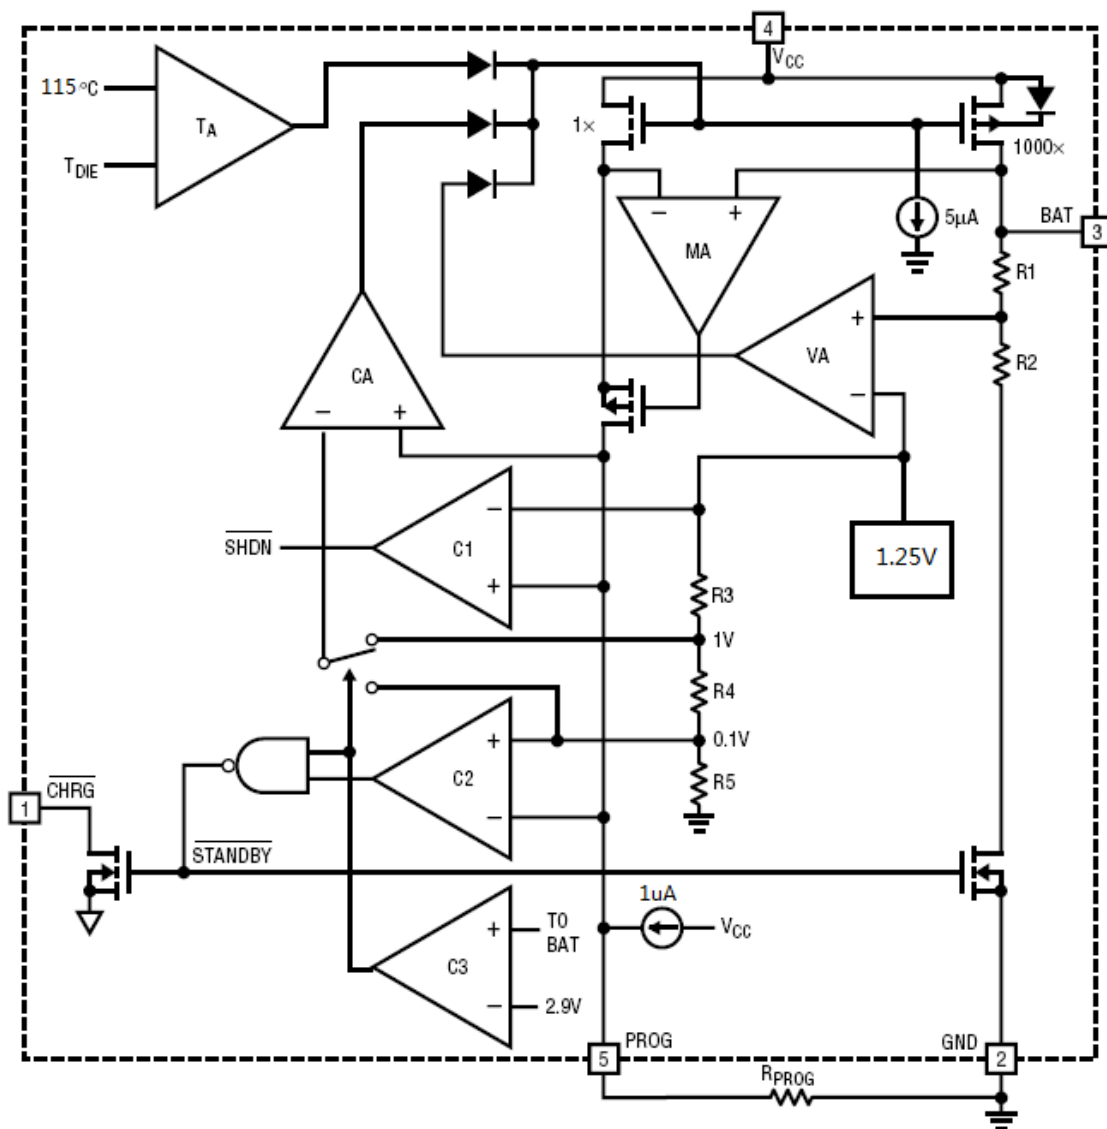 4
VCC
115°C
TA
TDIE
1×
1000×
− +
MA
5µA
BAT
3
R1
+
VA
−
R2
CA
− +
1.25V
SHDN
−
C1
+
R3
1V
R4
0.1V
R5
+
C2
−
CHRG
1
STANDBY
1uA
VCC
+
TO
BAT
C3
−
2.9V
PROG
5
GND
2
RPROG